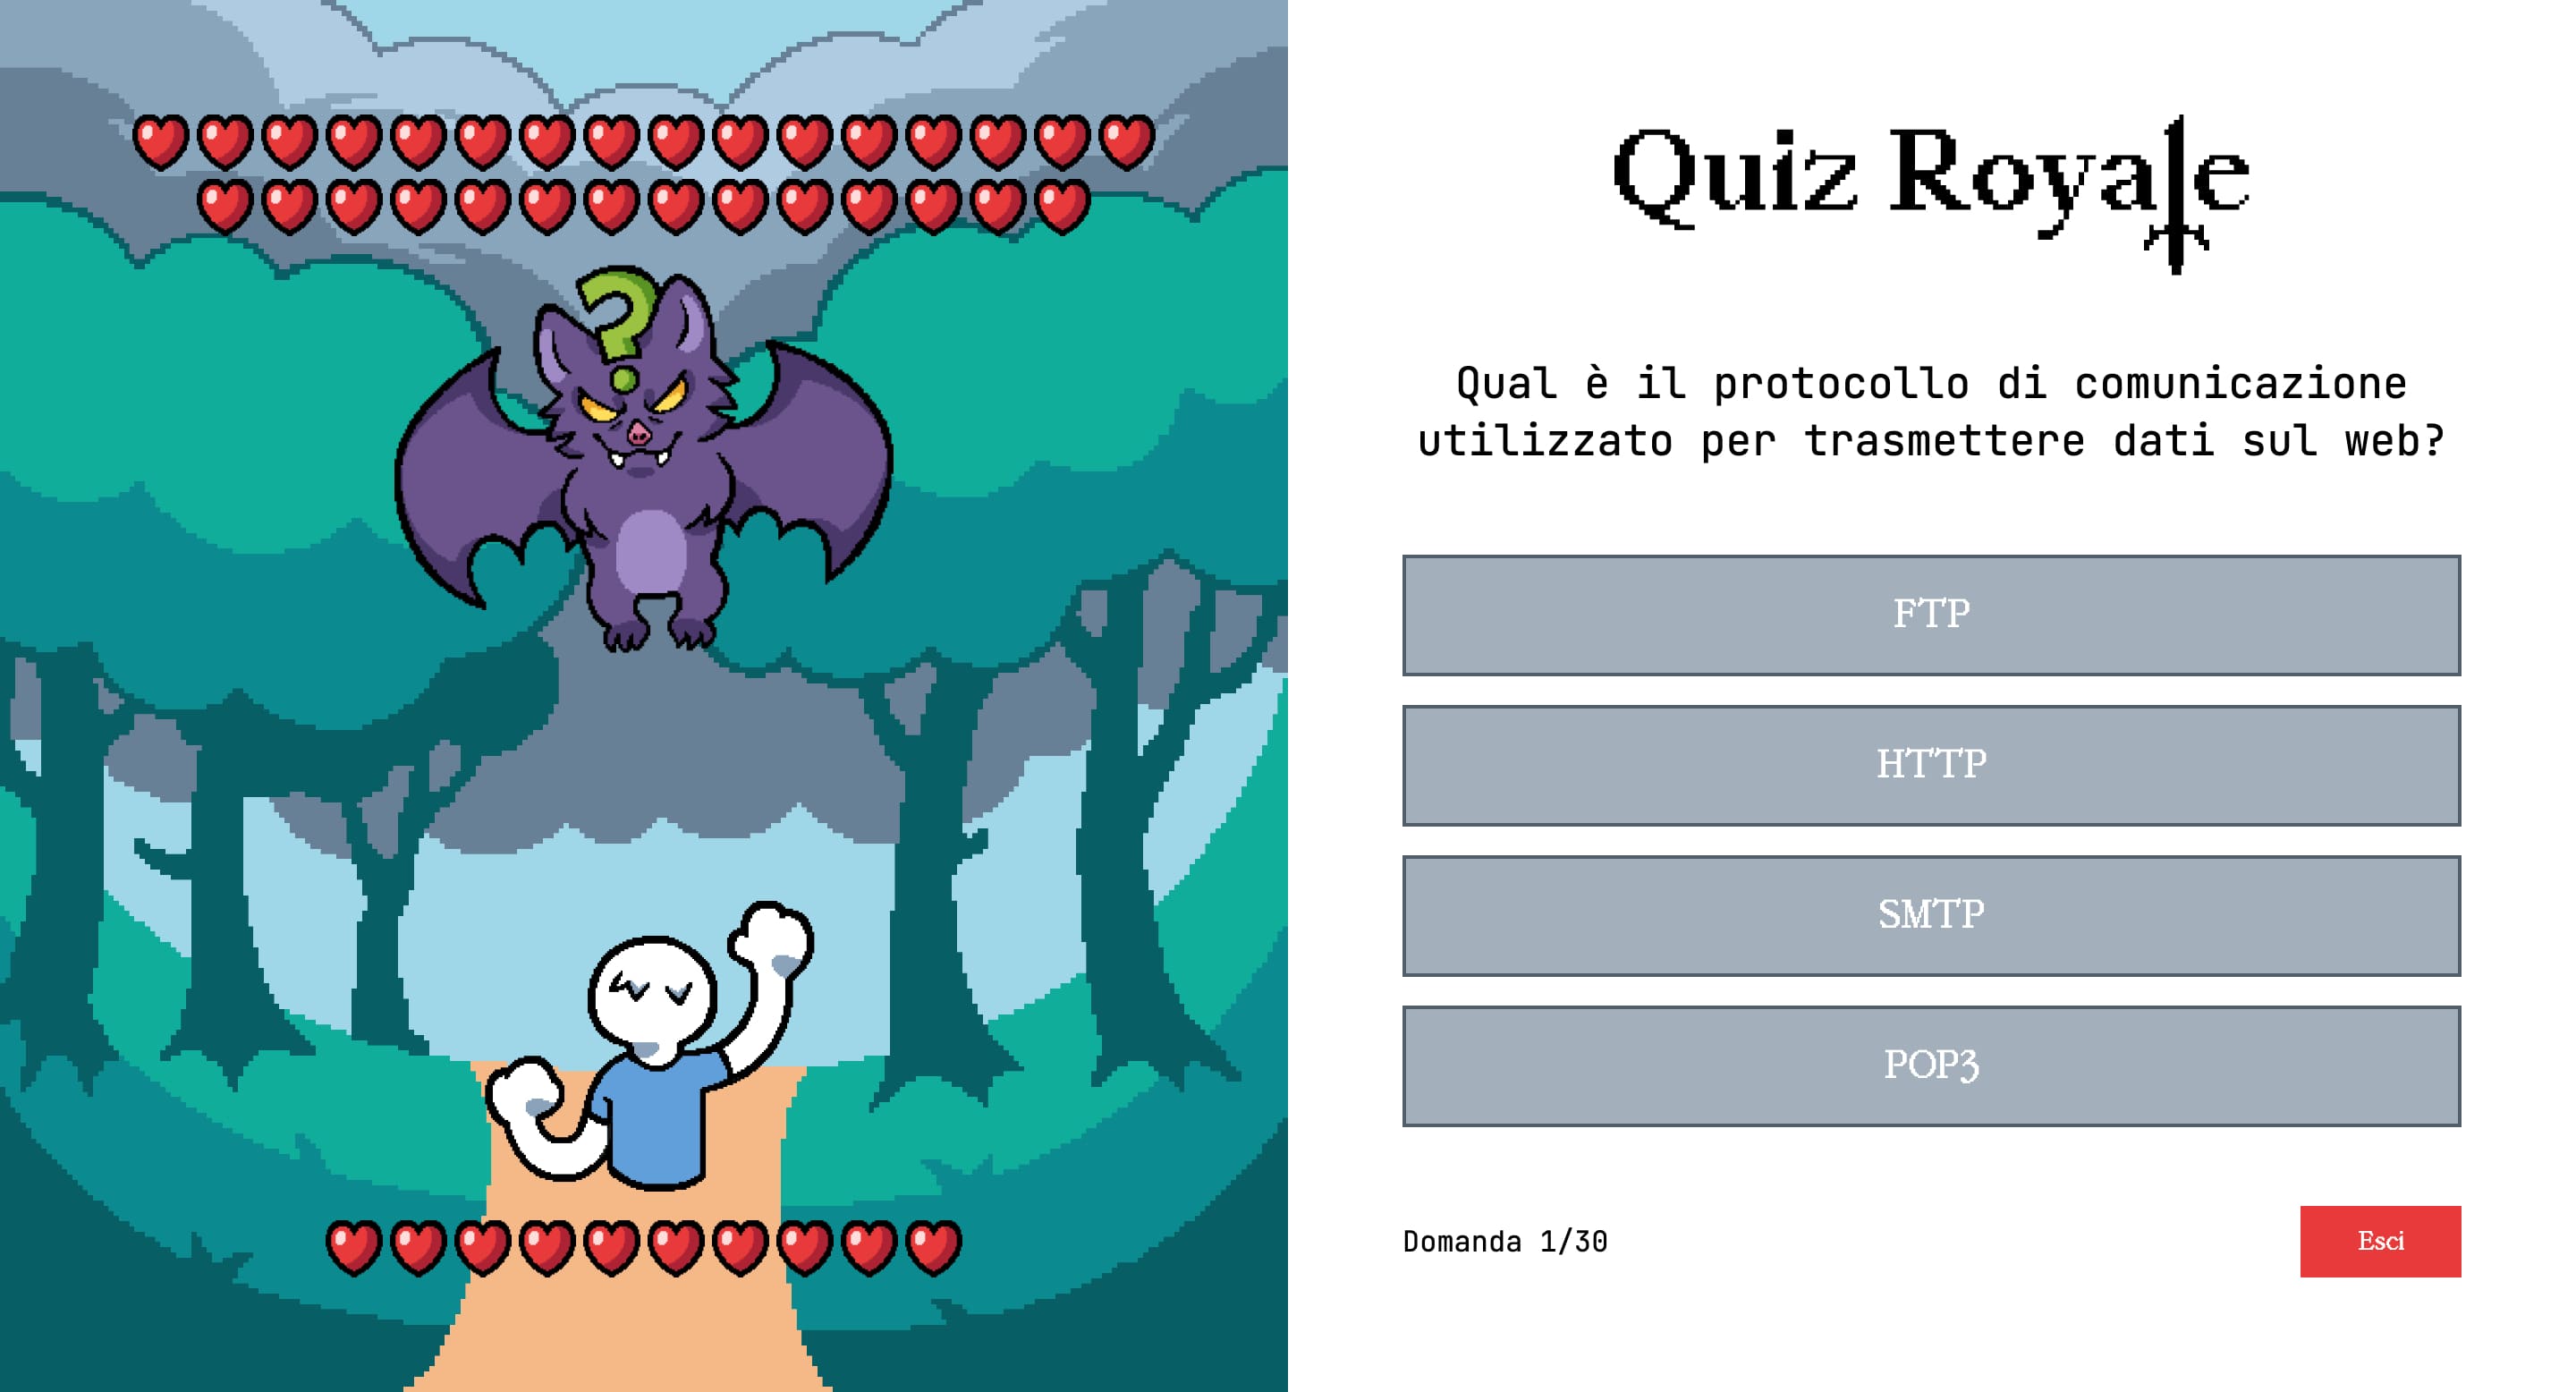 Quiz Royale
Qual è il protocollo di comunicazione
utilizzato per trasmettere dati sul web?
FTP
HTTP
SMTP
POP3
Domanda 1/30
Esci